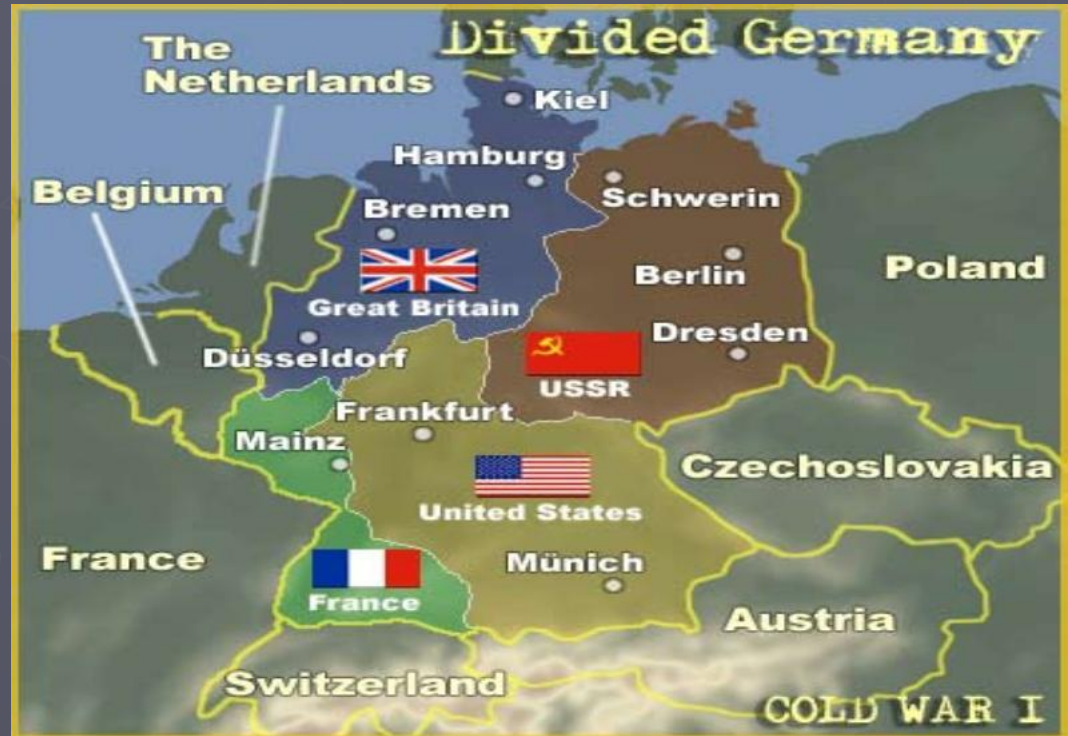 Divided Germany
The
Netherlands
Kiel
Hamburg
Belgium
Schwerin
Bremen
Berlin
Poland
Great Britain
Dresden
Düsseldorf
USSR
Frankfurt
Mainz
Czechoslovakia
United States
France
Münich
France
Austria
Switzerland
COLD WAR I